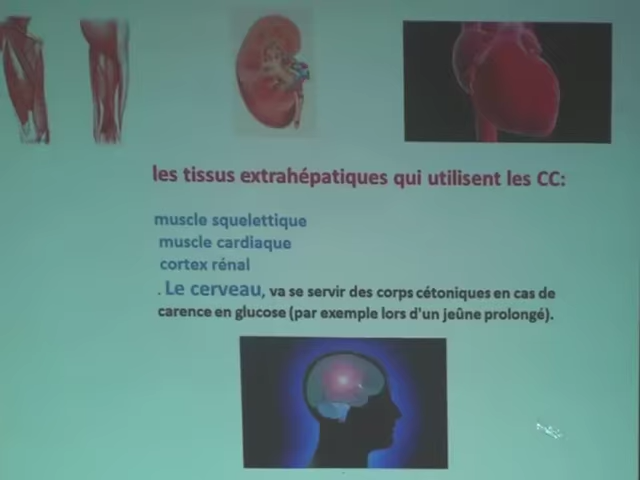 les tissus extrahépatiques qui utilisent les CC:
muscle squelettique
muscle cardiaque
cortex rénal
. Le cerveau, va se servir des corps cétoniques en cas de
carence en glucose (par exemple lors d'un jeûne prolongé).